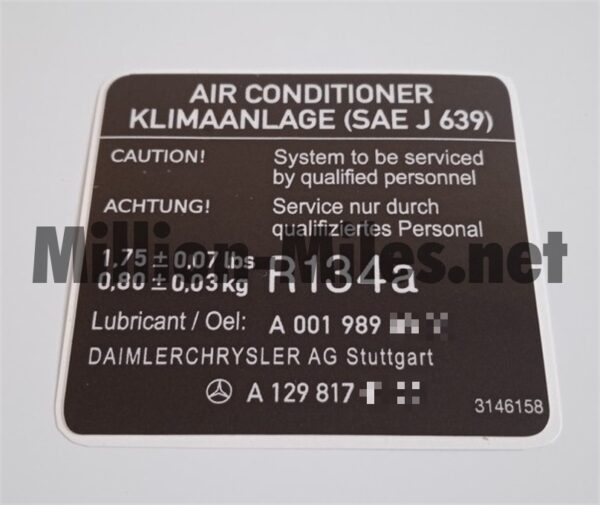 AIR CONDITIONER
KLIMAANLAGE (SAE J 639)
CAUTION!
System to be serviced
by qualified personnel
ACHTUNG!
Service nur durch
qualifiziertes Personal
Million-Miles.net
1,75 ± 0,07 lbs
0,80 ± 0,03 kg
R134a
Lubricant / Oel: A 001 989
DAIMLERCHRYSLER AG Stuttgart
A 129 817
3146158